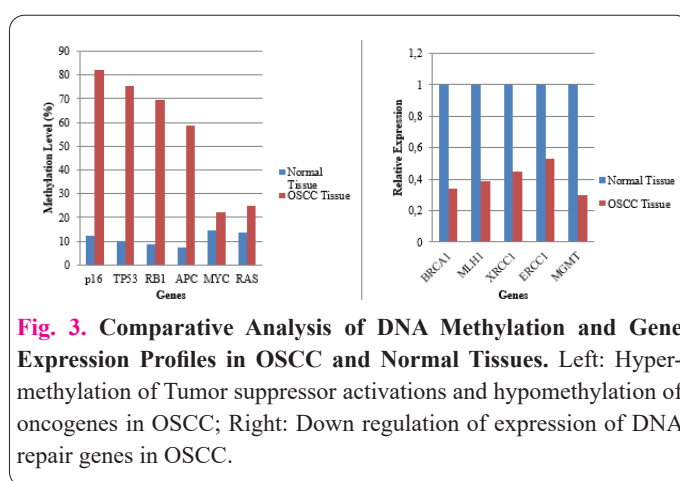 90
80
70
60
50
40
30
20
10
0
Methylation Level (%)
p16 TP53 RB1 APC MYC RAS
Genes
Normal
Tissue
OSCC Tissue
1,2
1
0,8
0,6
0,4
0,2
0
Relative Expression
BRCA1 MLH1 XRCC1 ERCC1 MGMT
Genes
Normal Tissue
OSCC Tissue
Fig. 3. Comparative Analysis of DNA Methylation and Gene
Expression Profiles in OSCC and Normal Tissues. Left: Hyper-
methylation of Tumor suppressor activations and hypomethylation of
oncogenes in OSCC; Right: Down regulation of expression of DNA
repair genes in OSCC.